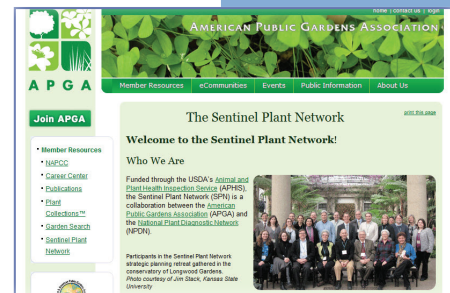 home | contact us | login
AMERICAN PUBLIC GARDENS ASSOCIATION
APGA
Member Resources eCommunities Events Public Information About Us
Join APGA
Member Resources
NAPCC
Career Center
Publications
Plant
Collections™
Garden Search
Sentinel Plant
Network
print this page
The Sentinel Plant Network
Welcome to the Sentinel Plant Network!
Who We Are
Funded through the USDA's Animal and
Plant Health Inspection Service (APHIS),
the Sentinel Plant Network (SPN) is a
collaboration between the American
Public Gardens Association (APGA) and
the National Plant Diagnostic Network
(NPDN).
Participants in the Sentinel Plant Network
strategic planning retreat gathered in the
conservatory of Longwood Gardens.
Photo courtesy of Jim Stack, Kansas State
University